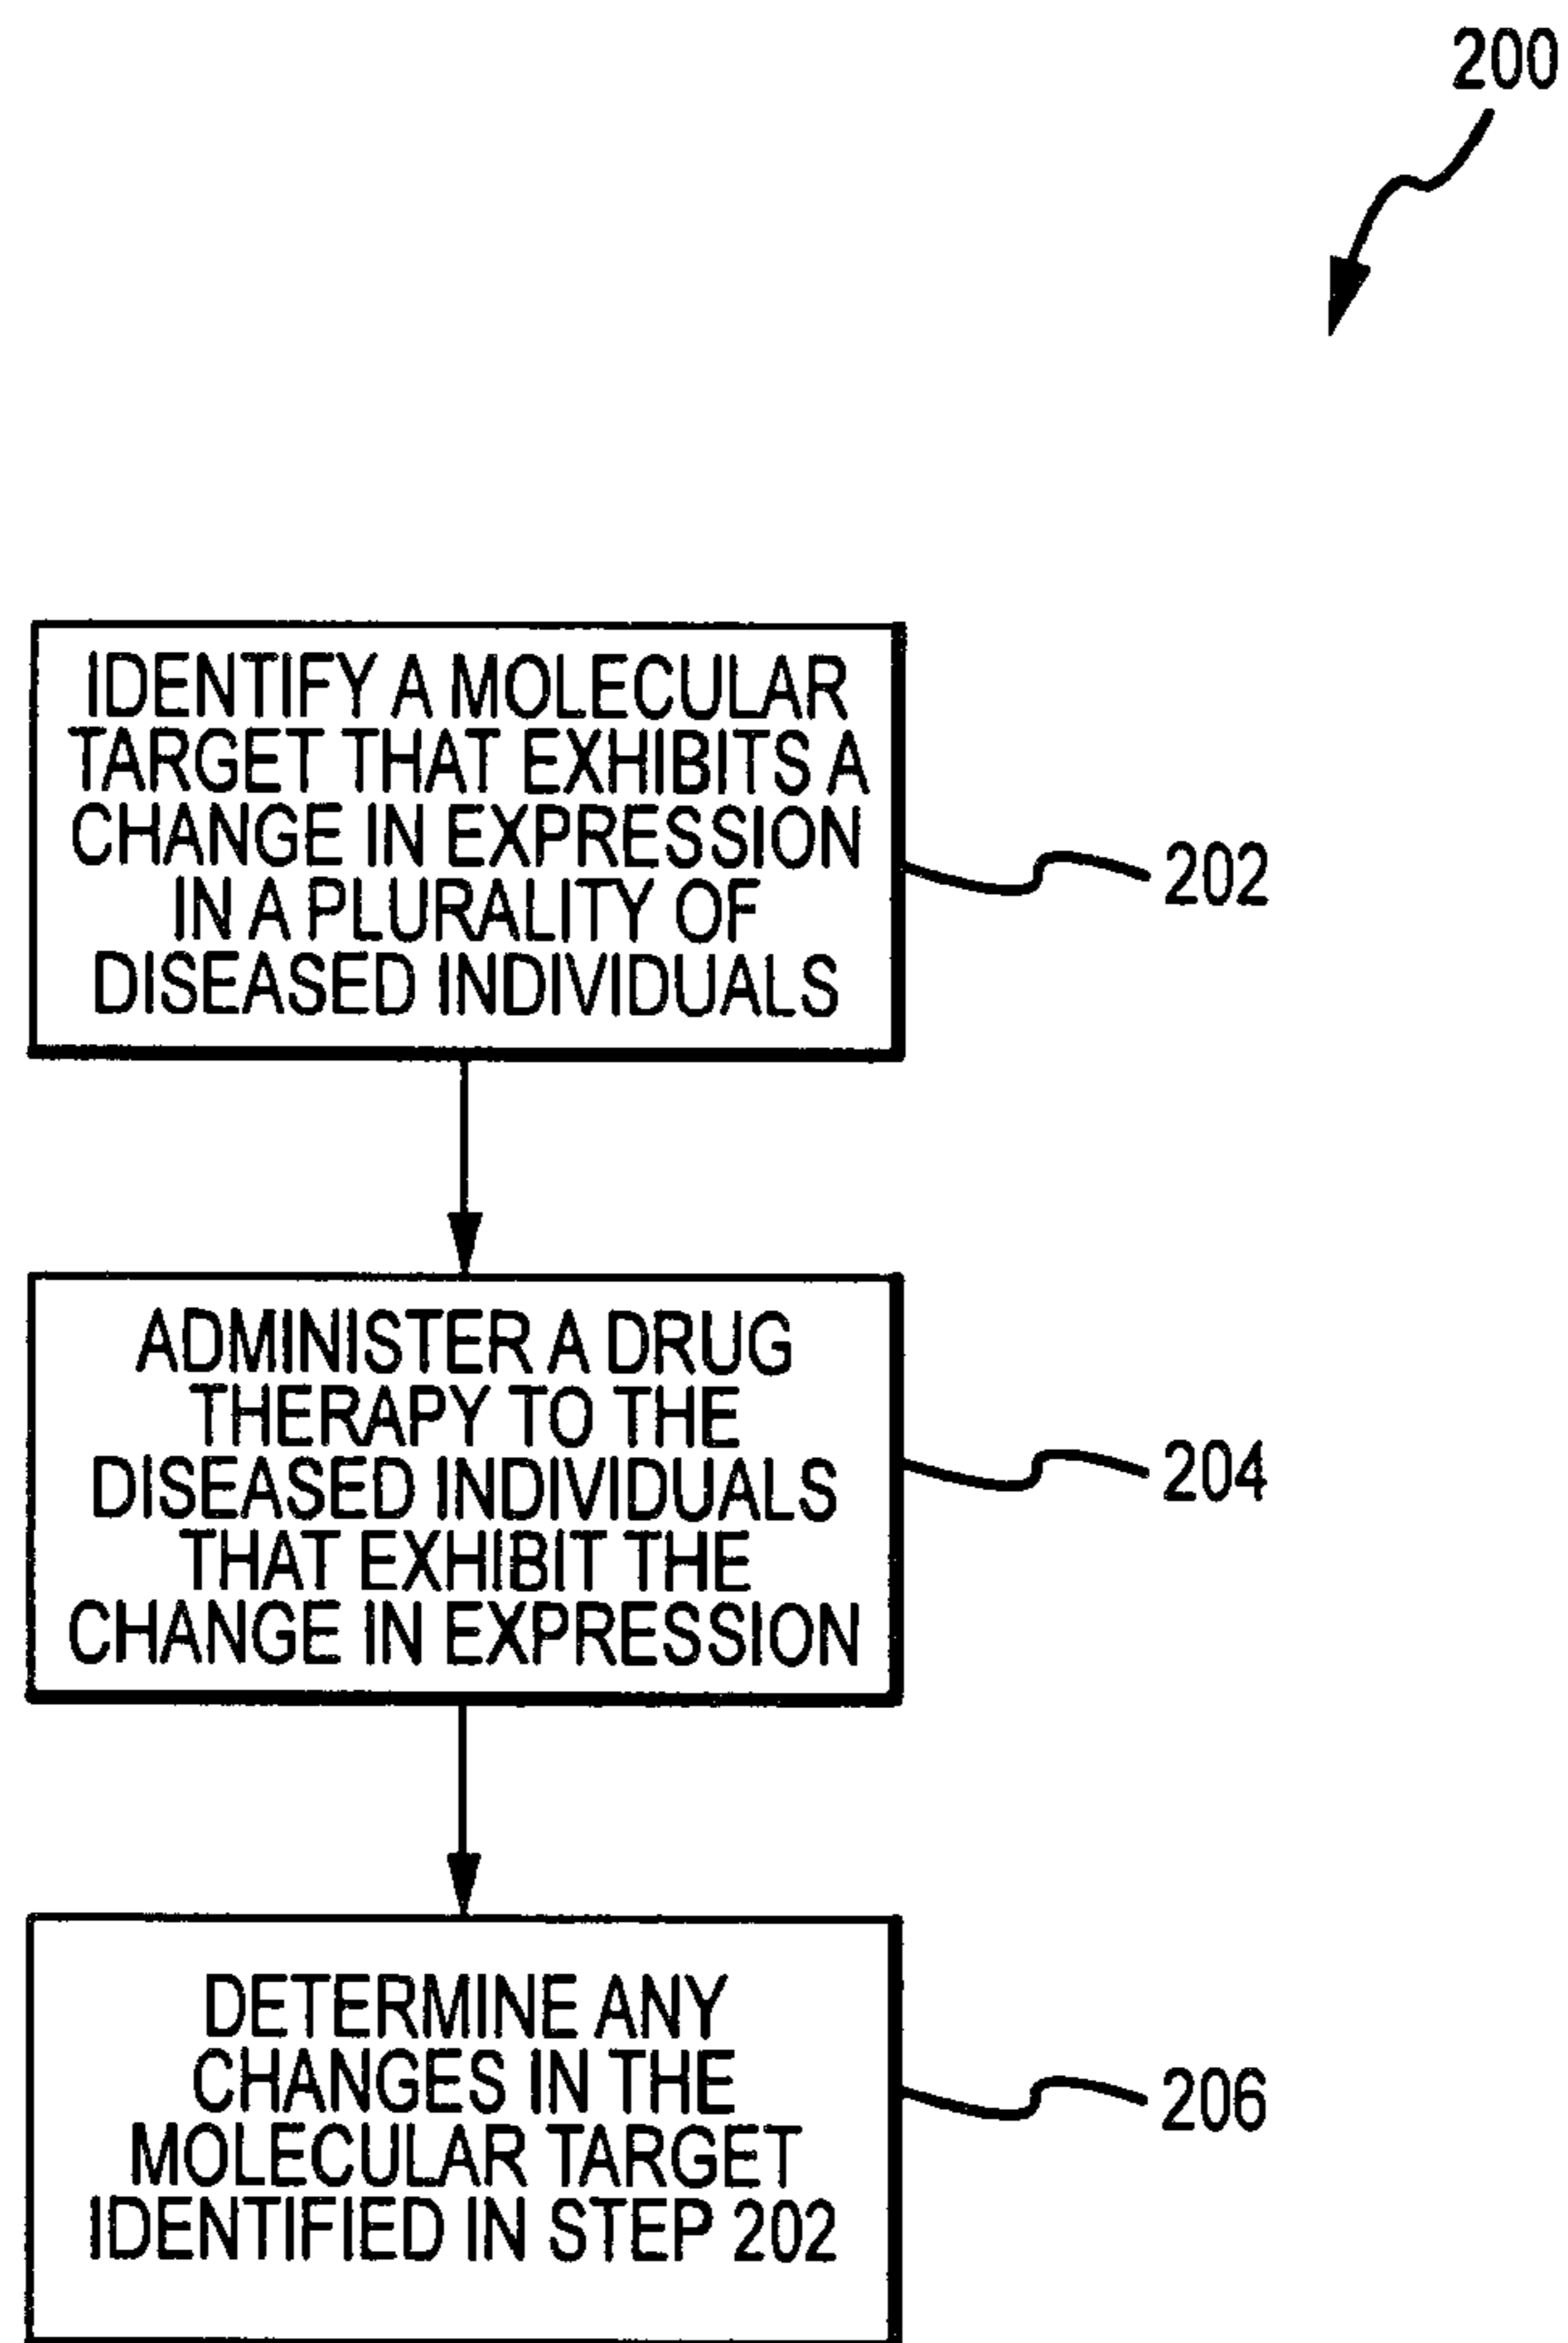 200
IDENTIFY A MOLECULAR
TARGET THAT EXHIBITS A
CHANGE IN EXPRESSION
IN A PLURALITY OF
DISEASED INDIVIDUALS
202
ADMINISTER A DRUG
THERAPY TO THE
DISEASED INDIVIDUALS
THAT EXHIBIT THE
CHANGE IN EXPRESSION
204
DETERMINE ANY
CHANGES IN THE
MOLECULAR TARGET
IDENTIFIED IN STEP 202
206